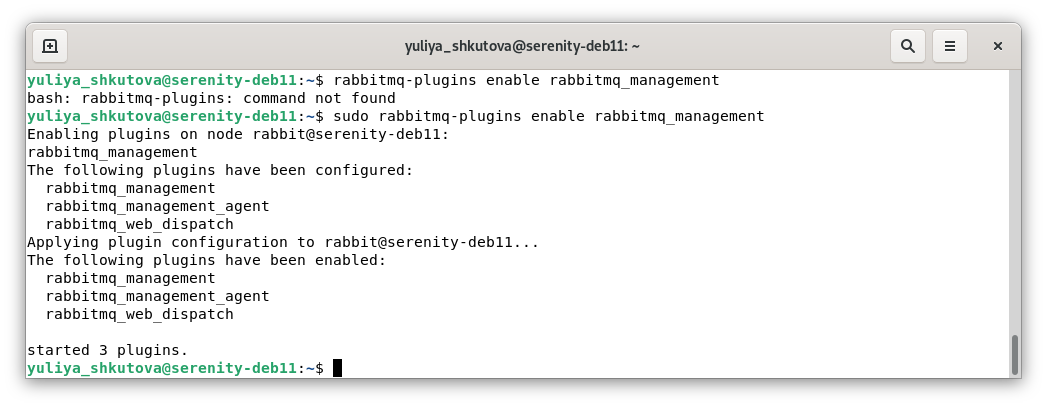 yuliya_shkutova@serenity-deb11: ~
yuliya_shkutova@serenity-deb11:~$ rabbitmq-plugins enable rabbitmq_management
bash: rabbitmq-plugins: command not found
yuliya_shkutova@serenity-deb11:~$ sudo rabbitmq-plugins enable rabbitmq_management
Enabling plugins on node rabbit@serenity-deb11:
rabbitmq_management
The following plugins have been configured:
  rabbitmq_management
  rabbitmq_management_agent
  rabbitmq_web_dispatch
Applying plugin configuration to rabbit@serenity-deb11...
The following plugins have been enabled:
  rabbitmq_management
  rabbitmq_management_agent
  rabbitmq_web_dispatch

started 3 plugins.
yuliya_shkutova@serenity-deb11:~$